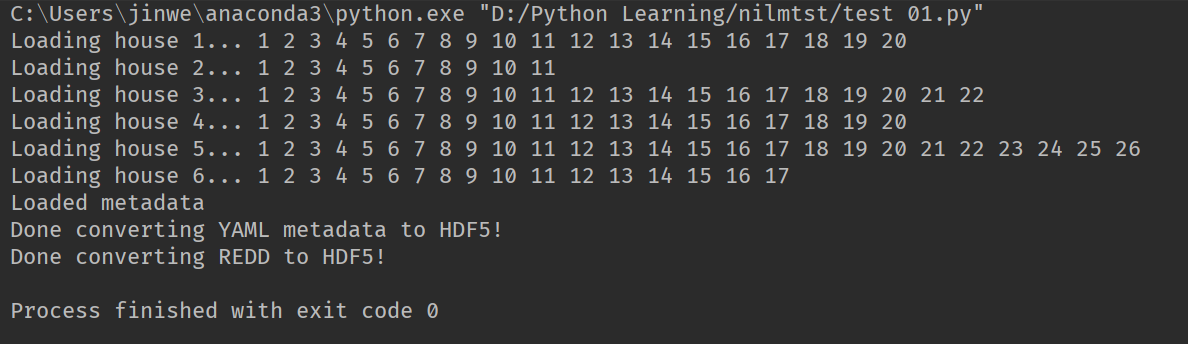 C:\Users\jinwe\anaconda3\python.exe "D:/Python Learning/nilmtst/test 01.py"
Loading house 1... 1 2 3 4 5 6 7 8 9 10 11 12 13 14 15 16 17 18 19 20
Loading house 2... 1 2 3 4 5 6 7 8 9 10 11
Loading house 3... 1 2 3 4 5 6 7 8 9 10 11 12 13 14 15 16 17 18 19 20 21 22
Loading house 4... 1 2 3 4 5 6 7 8 9 10 11 12 13 14 15 16 17 18 19 20
Loading house 5... 1 2 3 4 5 6 7 8 9 10 11 12 13 14 15 16 17 18 19 20 21 22 23 24 25 26
Loading house 6... 1 2 3 4 5 6 7 8 9 10 11 12 13 14 15 16 17
Loaded metadata
Done converting YAML metadata to HDF5!
Done converting REDD to HDF5!
Process finished with exit code 0